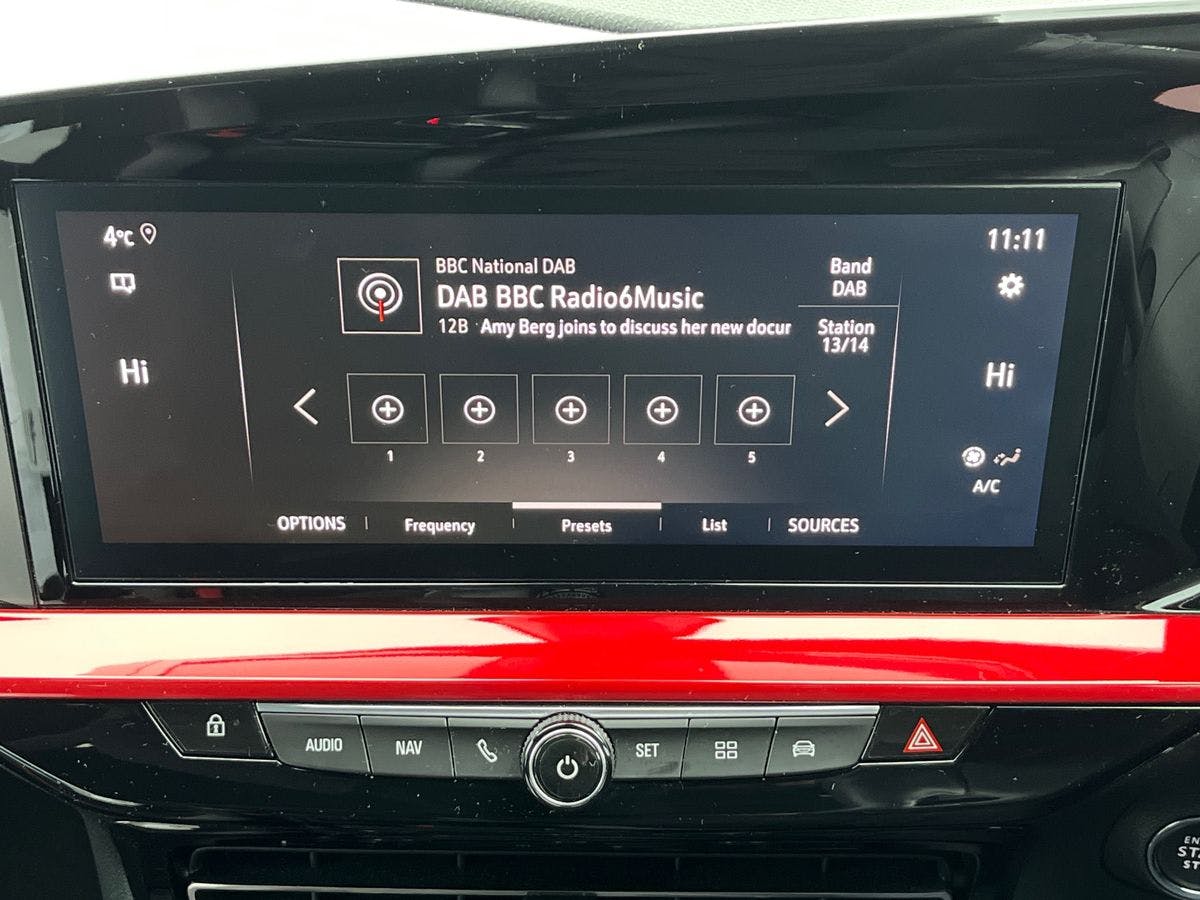 4°C
11:11
BBC National DAB
DAB BBC Radio6Music
12B Amy Berg joins to discuss her new docur
Band
DAB
Station
13/14
Hi
Hi
1 2 3 4 5
A/C
OPTIONS Frequency Presets List SOURCES
AUDIO NAV SET